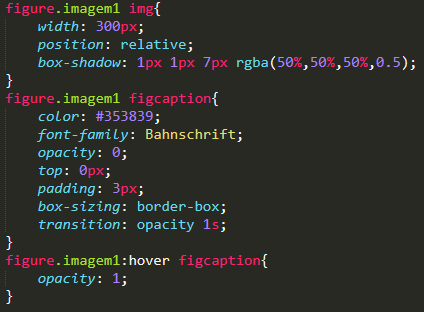 figure.imagem1 img{
    width: 300px;
    position: relative;
    box-shadow: 1px 1px 7px rgba(50%,50%,50%,0.5);
}
figure.imagem1 figcaption{
    color: #353839;
    font-family: Bahnschrift;
    opacity: 0;
    top: 0px;
    padding: 3px;
    box-sizing: border-box;
    transition: opacity 1s;
}
figure.imagem1:hover figcaption{
    opacity: 1;
}